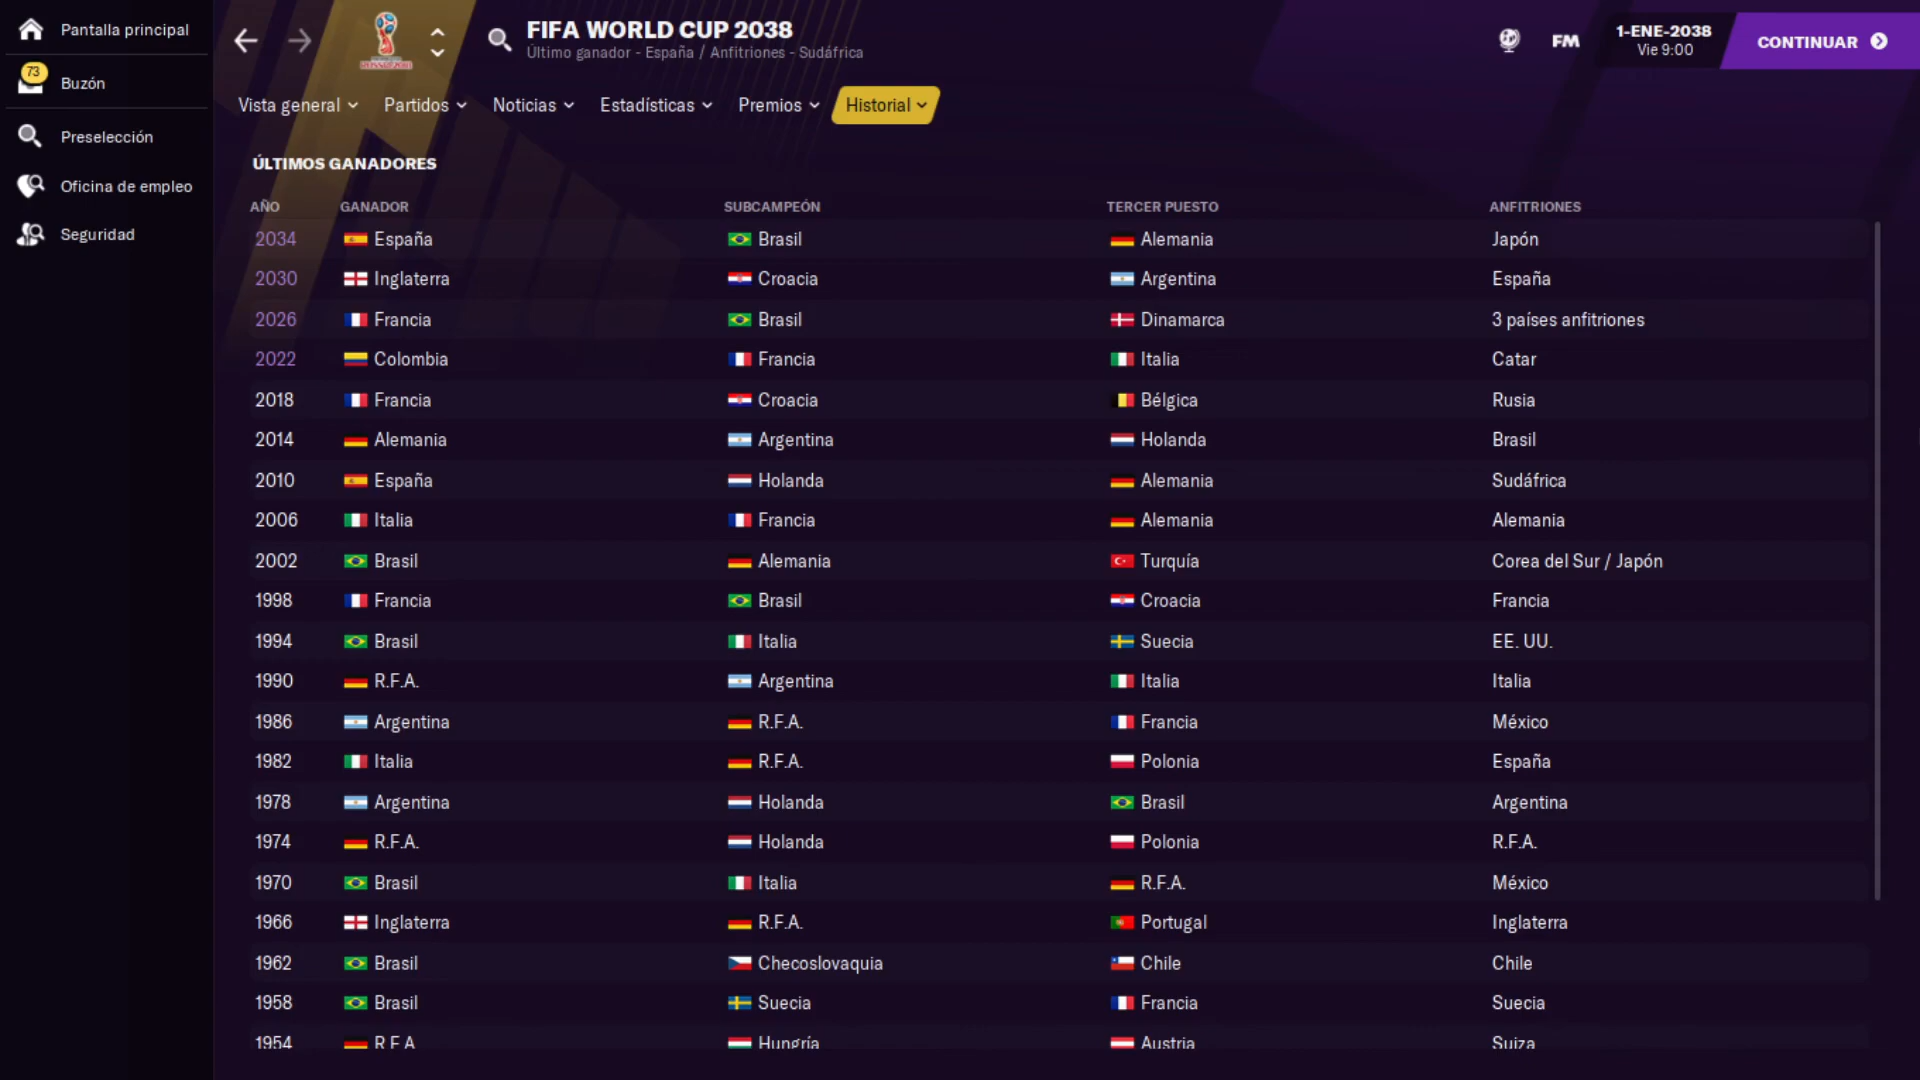 Pantalla principal
73
Buzón
Preselección
Oficina de empleo
Seguridad
FIFA WORLD CUP 2038
Último ganador - España / Anfitriones - Sudáfrica
FM
1-ENE-2038
Vie 9:00
CONTINUAR
Vista general
Partidos
Noticias
Estadísticas
Premios
Historial
ÚLTIMOS GANADORES
AÑO GANADOR SUBCAMPEÓN TERCER PUESTO ANFITRIONES
2034 España Brasil Alemania Japón
2030 Inglaterra Croacia Argentina España
2026 Francia Brasil Dinamarca 3 países anfitriones
2022 Colombia Francia Italia Catar
2018 Francia Croacia Bélgica Rusia
2014 Alemania Argentina Holanda Brasil
2010 España Holanda Alemania Sudáfrica
2006 Italia Francia Alemania Alemania
2002 Brasil Alemania Turquía Corea del Sur / Japón
1998 Francia Brasil Croacia Francia
1994 Brasil Italia Suecia EE. UU.
1990 R.F.A. Argentina Italia Italia
1986 Argentina R.F.A. Francia México
1982 Italia R.F.A. Polonia España
1978 Argentina Holanda Brasil Argentina
1974 R.F.A. Holanda Polonia R.F.A.
1970 Brasil Italia R.F.A. México
1966 Inglaterra R.F.A. Portugal Inglaterra
1962 Brasil Checoslovaquia Chile Chile
1958 Brasil Suecia Francia Suecia
1954 R.F.A. Hungría Austria Suiza